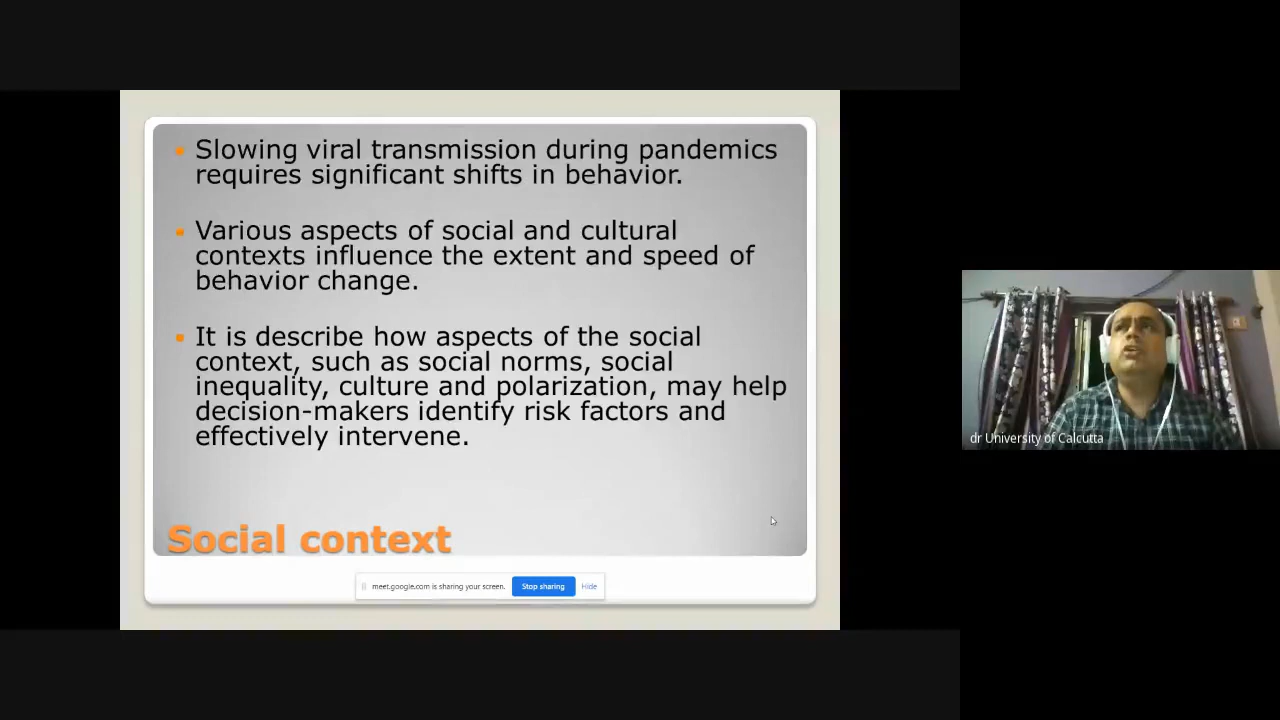 Slowing viral transmission during pandemics
requires significant shifts in behavior.
Various aspects of social and cultural
contexts influence the extent and speed of
behavior change.
It is describe how aspects of the social
context, such as social norms, social
inequality, culture and polarization, may help
decision-makers identify risk factors and
effectively intervene.
Social context
meet.google.com is sharing your screen. Stop sharing Hide
dr University of Calcutta